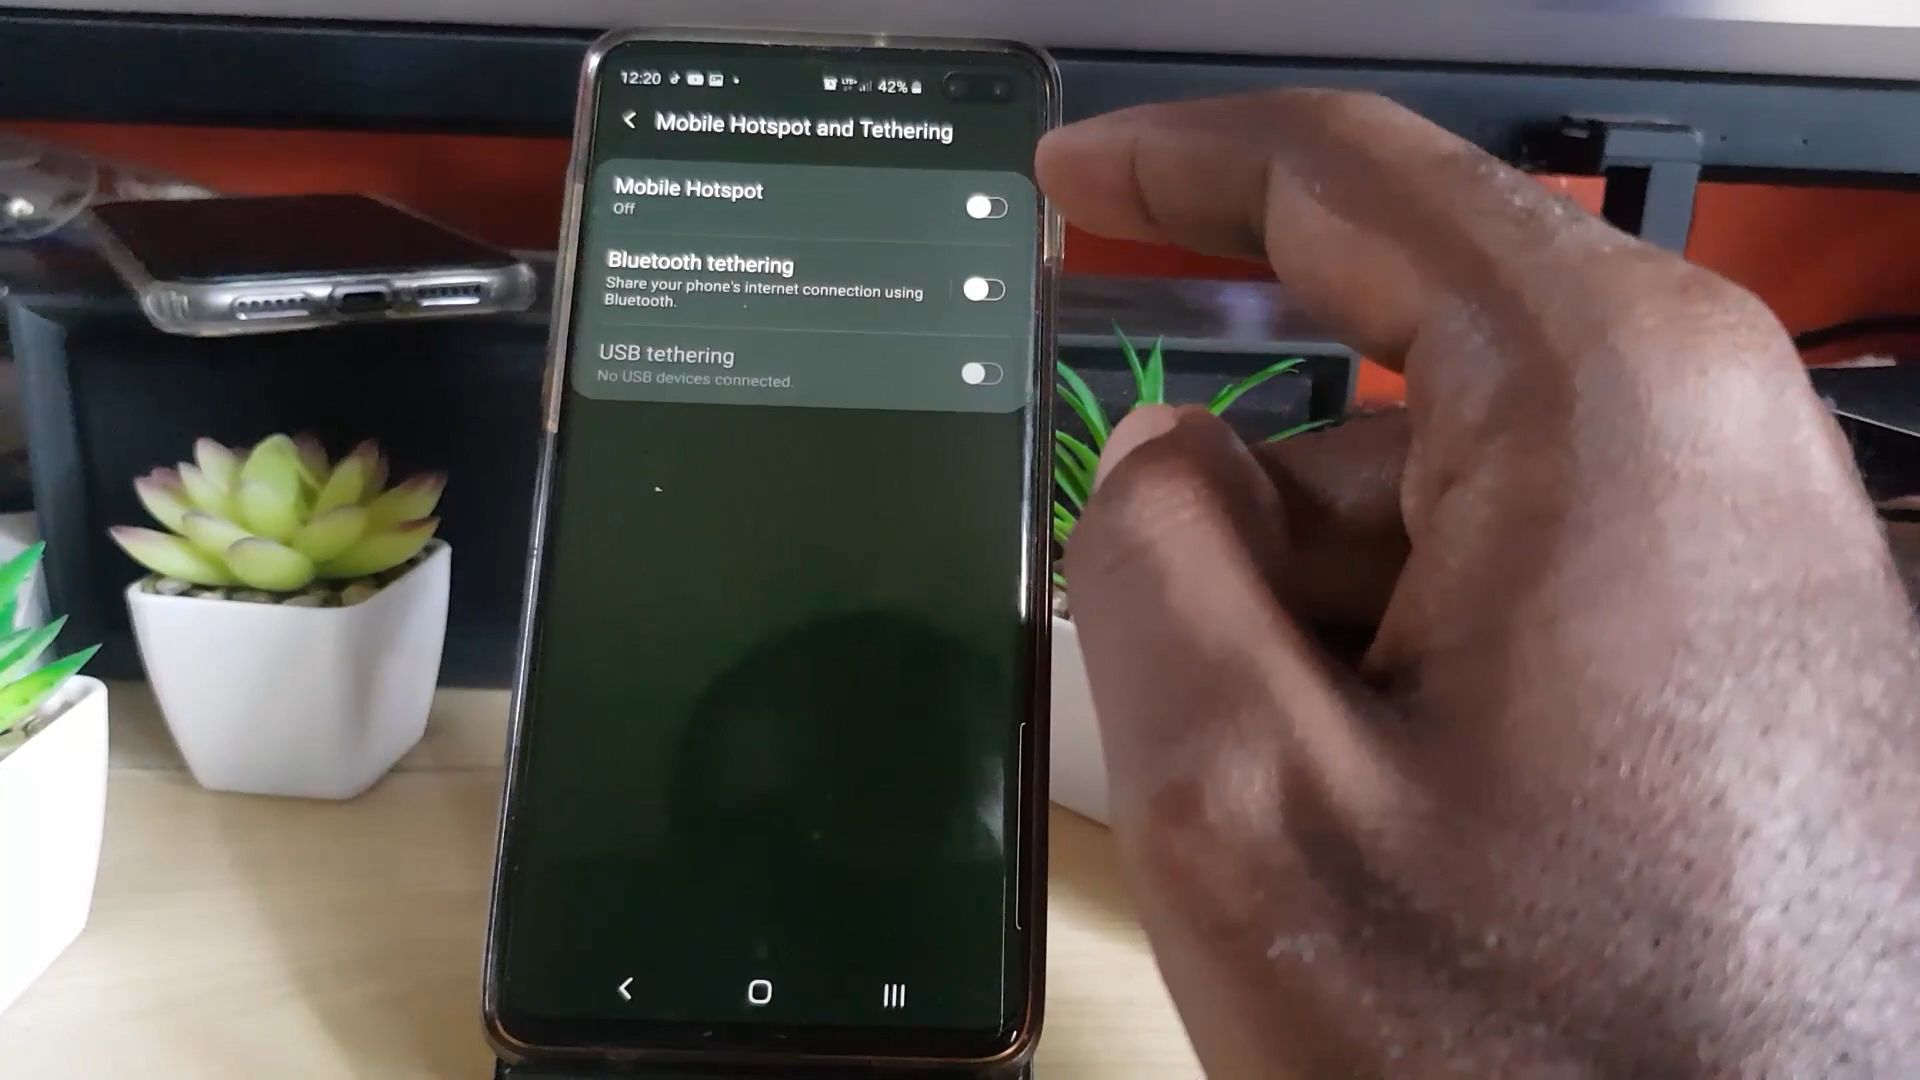 12:20
LTE+ 42%
Mobile Hotspot and Tethering
Mobile Hotspot
Off
Bluetooth tethering
Share your phone's internet connection using
Bluetooth.
USB tethering
No USB devices connected.